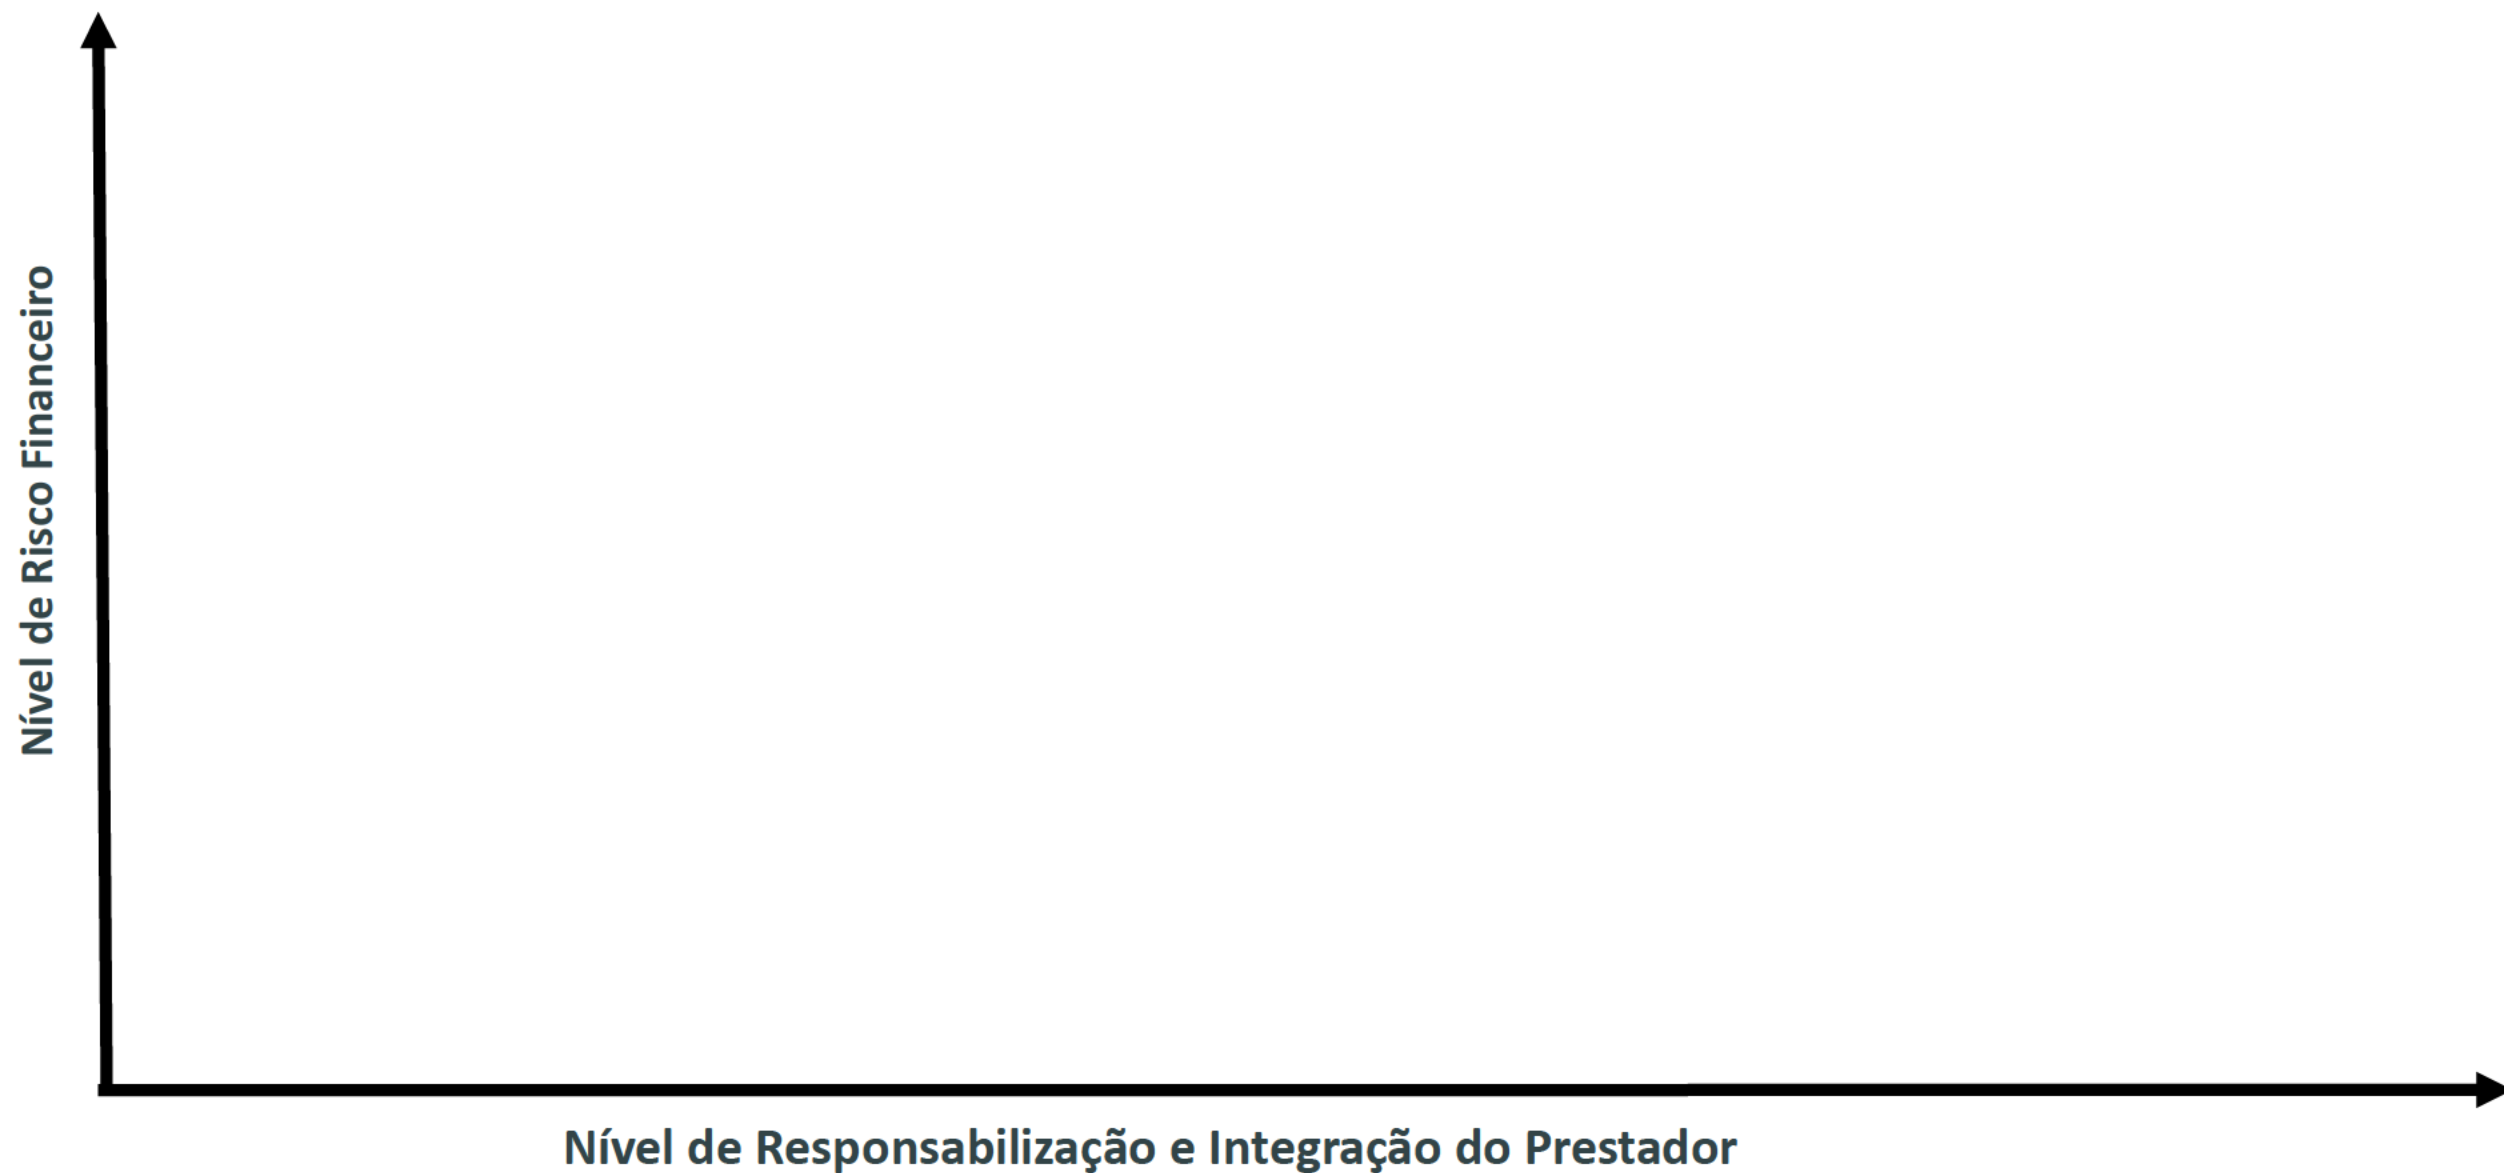 Nível de Risco Financeiro
Nível de Responsabilização e Integração do Prestador